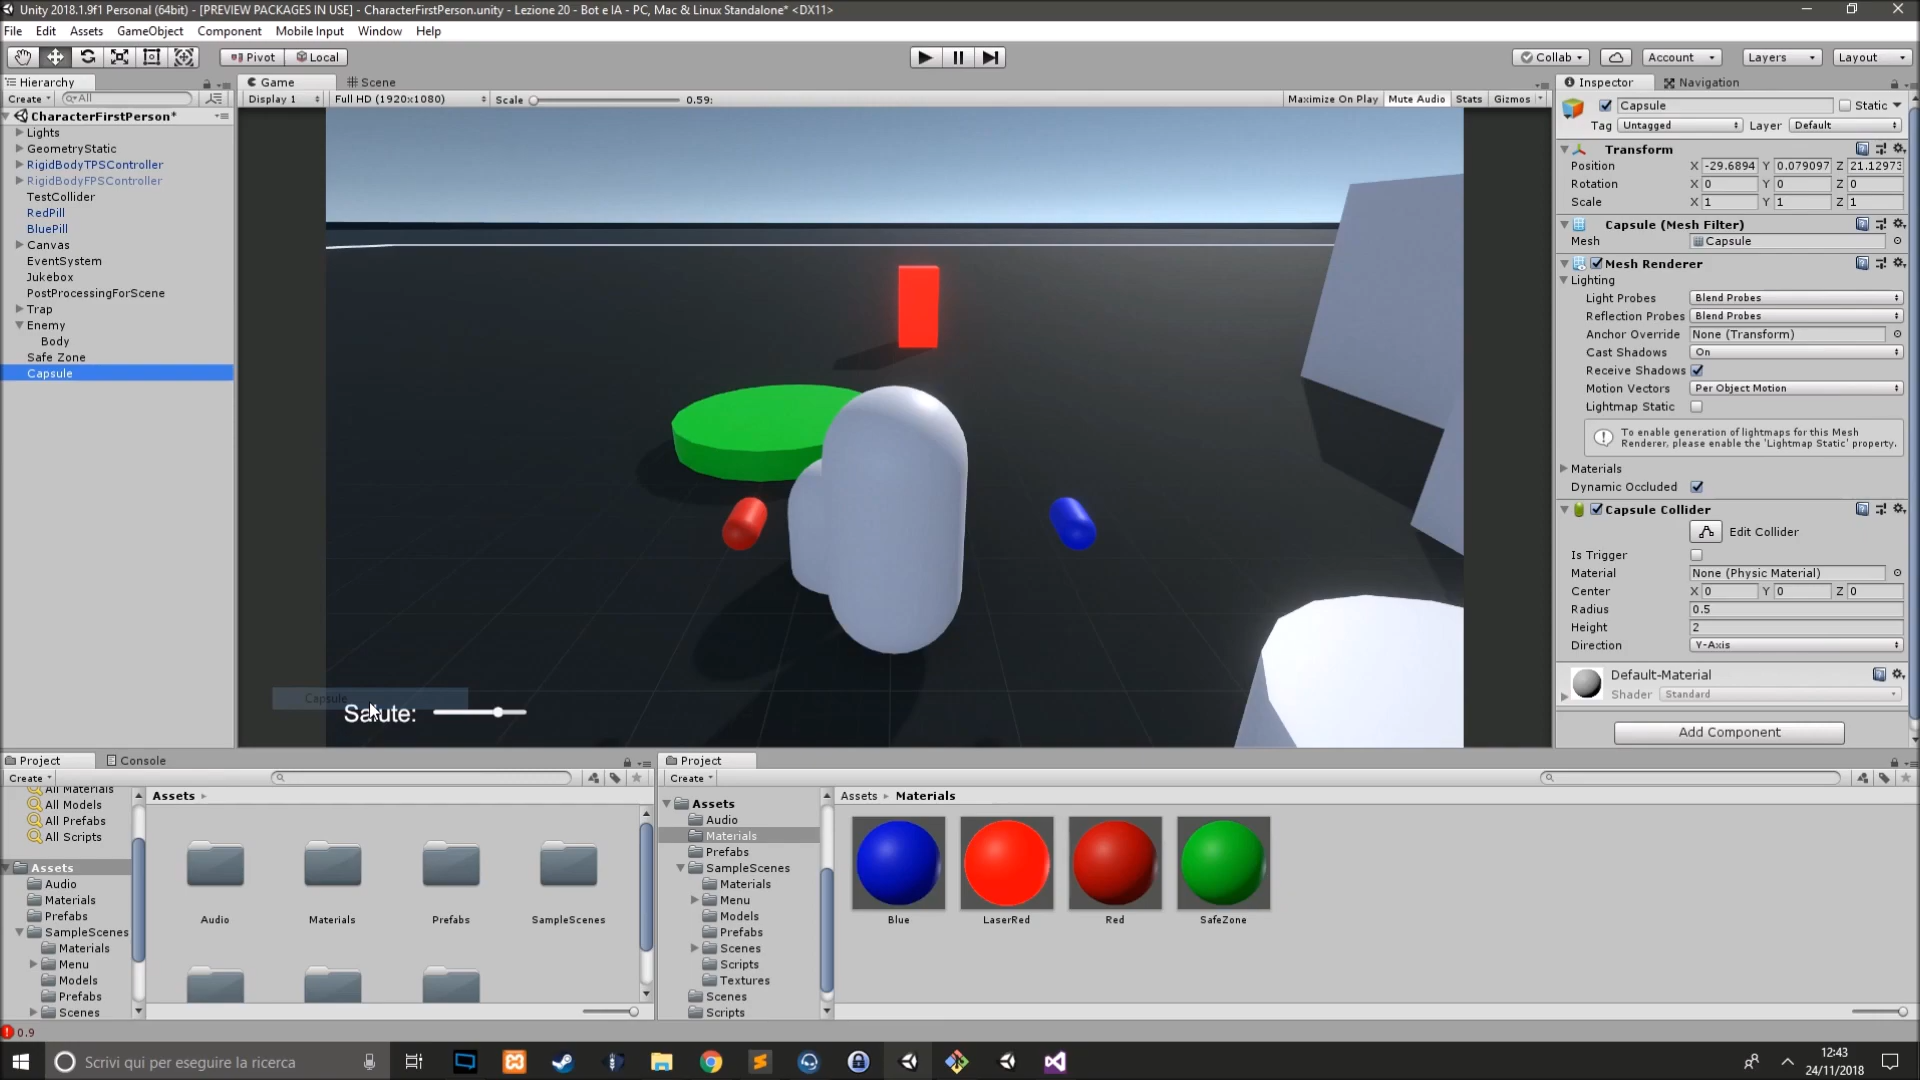 Unity 2018.1.9f1 Personal (64bit) - [PREVIEW PACKAGES IN USE] - CharacterFirstPerson.unity - Lezione 20 - Bot e IA - PC, Mac & Linux Standalone* <DX11>
File Edit Assets GameObject Component Mobile Input Window Help
Pivot Local Collab Account Layers Layout
Hierarchy
Create All
CharacterFirstPerson*
Lights
GeometryStatic
RigidBodyTPSController
RigidBodyFPSController
TestCollider
RedPill
BluePill
Canvas
EventSystem
Jukebox
PostProcessingForScene
Trap
Enemy
Body
Safe Zone
Capsule
Game Scene
Display 1 Full HD (1920x1080) Scale 0.59: Maximize On Play Mute Audio Stats Gizmos
Capsule
Salute:
Inspector Navigation
Capsule Static
Tag Untagged Layer Default
Transform
Position X -29.6894 Y 0.079097 Z 21.12973
Rotation X 0 Y 0 Z 0
Scale X 1 Y 1 Z 1
Capsule (Mesh Filter)
Mesh Capsule
Mesh Renderer
Lighting
Light Probes Blend Probes
Reflection Probes Blend Probes
Anchor Override None (Transform)
Cast Shadows On
Receive Shadows
Motion Vectors Per Object Motion
Lightmap Static
To enable generation of lightmaps for this Mesh
Renderer, please enable the 'Lightmap Static' property.
Materials
Dynamic Occluded
Capsule Collider
Edit Collider
Is Trigger
Material None (Physic Material)
Center X 0 Y 0 Z 0
Radius 0.5
Height 2
Direction Y-Axis
Default-Material
Shader Standard
Add Component
Project Console
Create
All Materials
All Models
All Prefabs
All Scripts
Assets
Audio
Materials
Prefabs
SampleScenes
Materials
Menu
Models
Prefabs
Scenes
Assets
Audio Materials Prefabs SampleScenes
Project
Create
Assets
Audio
Materials
Prefabs
SampleScenes
Materials
Menu
Models
Prefabs
Scenes
Scripts
Textures
Scenes
Scripts
Assets Materials
Blue LaserRed Red SafeZone
0.9
Scrivi qui per eseguire la ricerca
12:43
24/11/2018